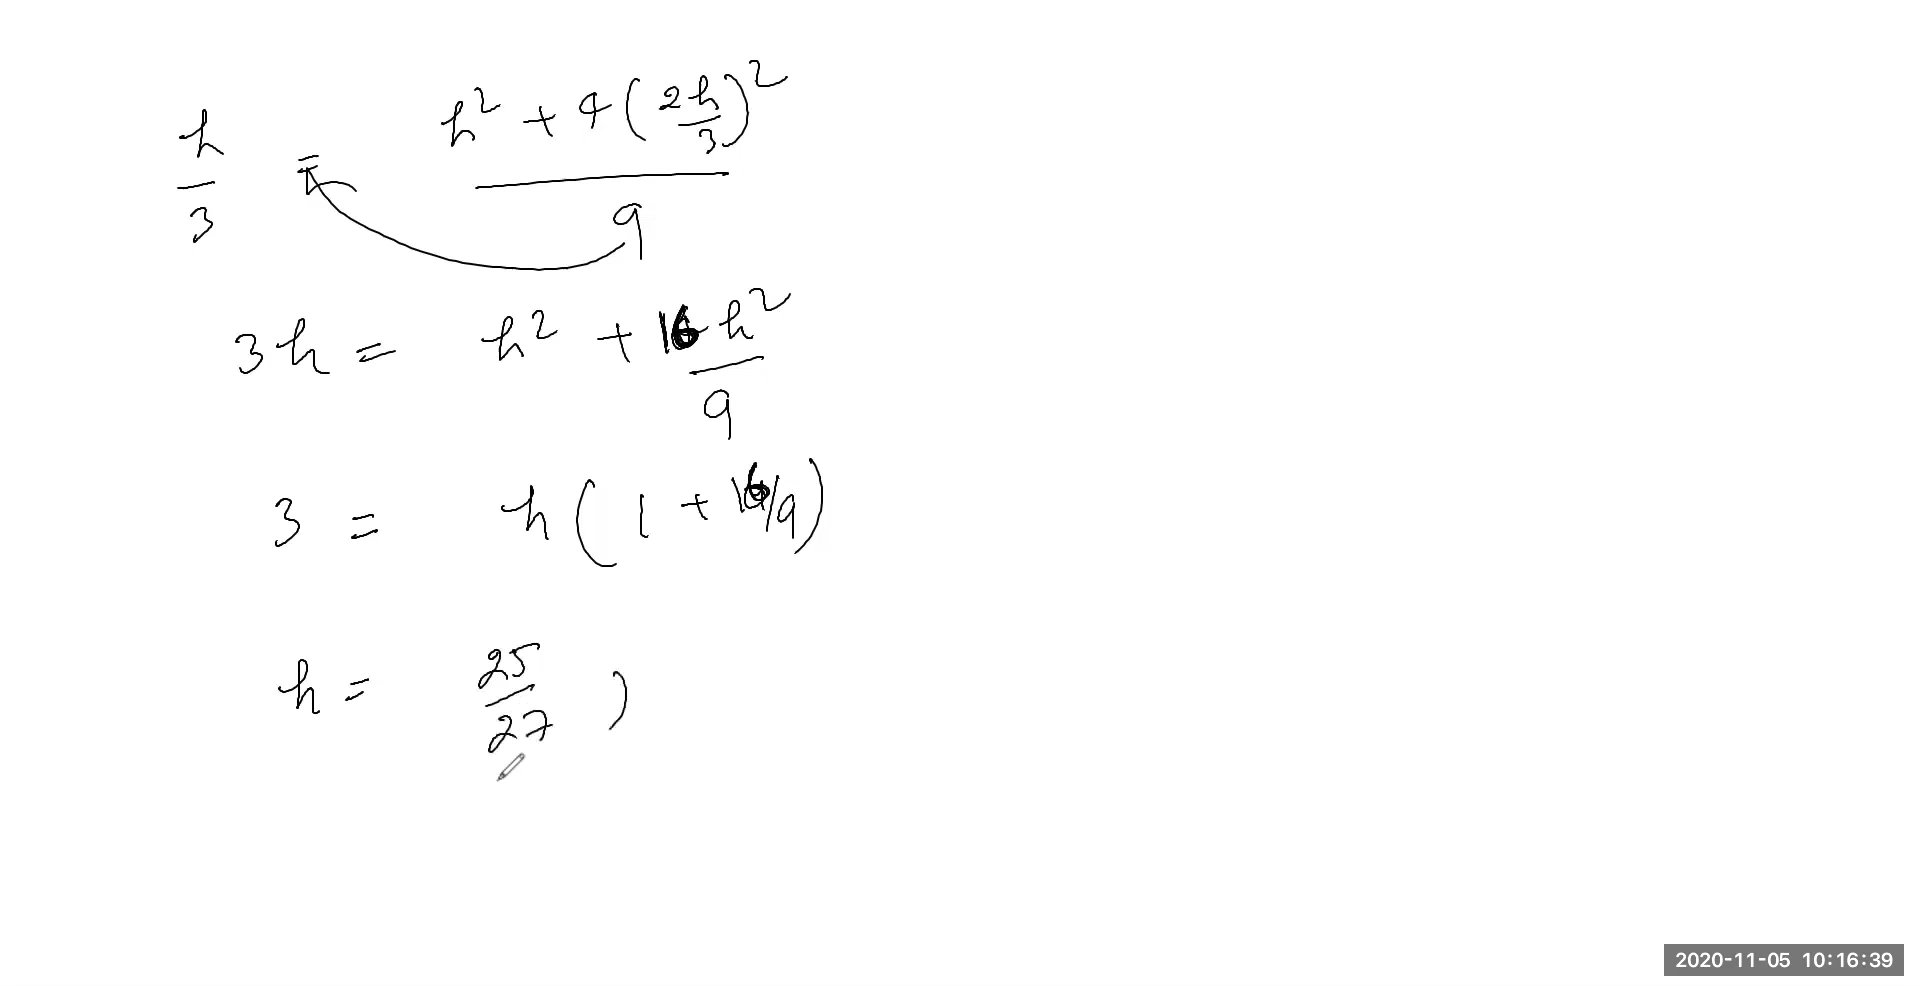 h/3 = (h² + 4(2h/3)²)/9
3h = h² + 16h²/9
3 = h(1 + 16/9)
h = 25/27 )
2020-11-05 10:16:39